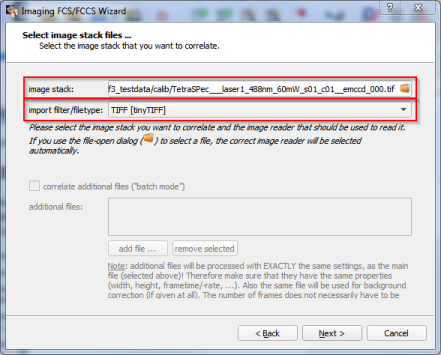 Imaging FCS/FCCS Wizard
Select image stack files ...
Select the image stack that you want to correlate.
image stack: f3_testdata/calib/TetraSPec___laser1_488nm_60mW_s01_c01__emccd_000.tif
import filter/filetype: TIFF [tinyTIFF]
Please select the image stack you want to correlate and the image reader that should be used to read it.
If you use the file-open dialog ( ) to select a file, the correct image reader will be selected
automatically.
correlate additional files ("batch mode")
additional files:
add file ... remove selected
Note: additional files will be processed with EXACTLY the same settings, as the main
file (selected above)! Therefore make sure that they have the same properties
(width, height, frametime/-rate, ...). Also the same file will be used for background
correction (if given at all). The number of frames does not necessarily have to be
< Back Next > Cancel